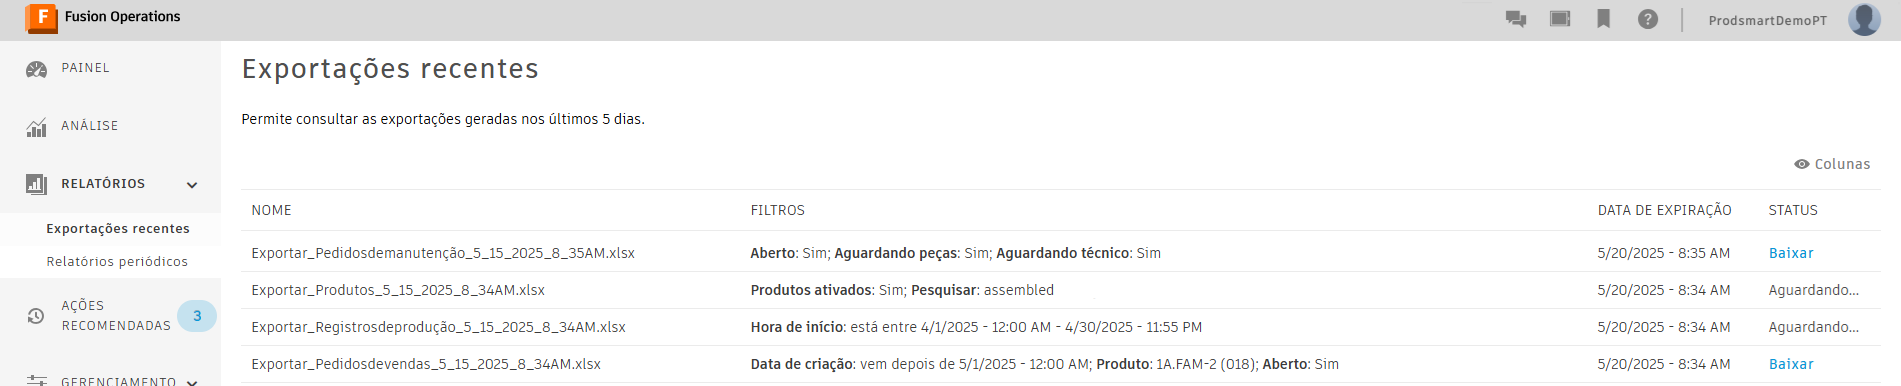 F Fusion Operations
ProdsmartDemoPT
PAINEL
ANÁLISE
RELATÓRIOS
Exportações recentes
Relatórios periódicos
AÇÕES
RECOMENDADAS 3
GERENCIAMENTO
Exportações recentes
Permite consultar as exportações geradas nos últimos 5 dias.
Colunas
NOME FILTROS DATA DE EXPIRAÇÃO STATUS
Exportar_Pedidosdemanutenção_5_15_2025_8_35AM.xlsx Aberto: Sim; Aguardando peças: Sim; Aguardando técnico: Sim 5/20/2025 - 8:35 AM Baixar
Exportar_Produtos_5_15_2025_8_34AM.xlsx Produtos ativados: Sim; Pesquisar: assembled 5/20/2025 - 8:34 AM Aguardando...
Exportar_Registrosdeprodução_5_15_2025_8_34AM.xlsx Hora de início: está entre 4/1/2025 - 12:00 AM - 4/30/2025 - 11:55 PM 5/20/2025 - 8:34 AM Aguardando...
Exportar_Pedidosdevendas_5_15_2025_8_34AM.xlsx Data de criação: vem depois de 5/1/2025 - 12:00 AM; Produto: 1A.FAM-2 (018); Aberto: Sim 5/20/2025 - 8:34 AM Baixar